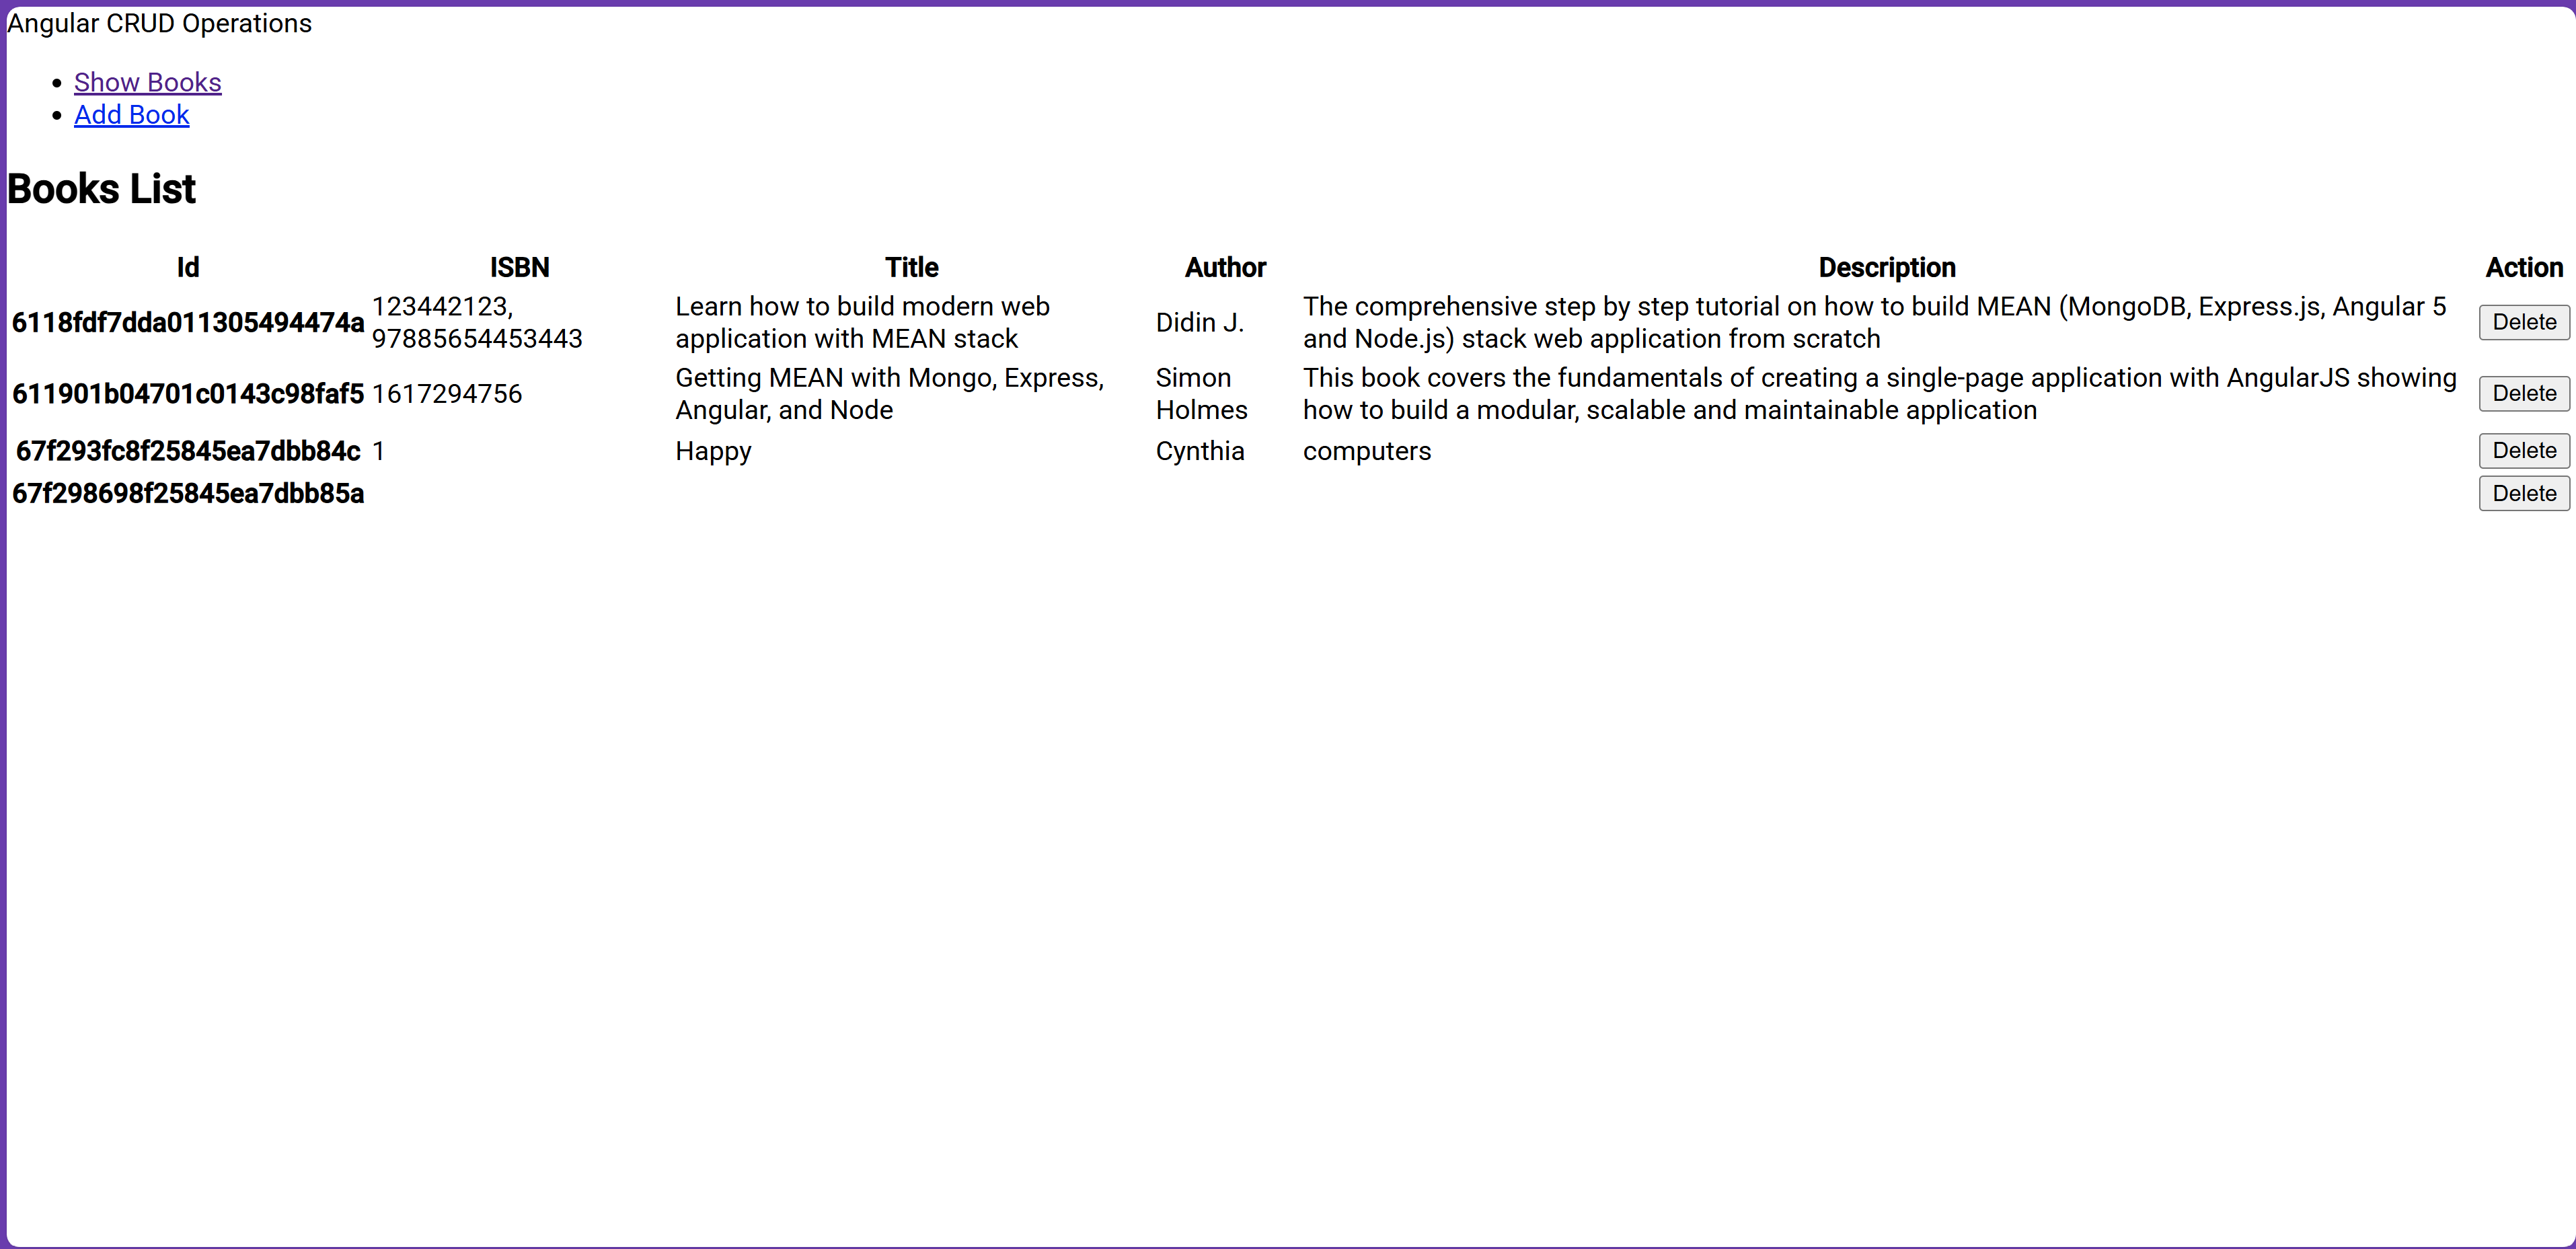 Angular CRUD Operations
Show Books
Add Book
Books List
Id ISBN Title Author Description Action
6118fdf7dda011305494474a 123442123, 97885654453443 Learn how to build modern web application with MEAN stack Didin J. The comprehensive step by step tutorial on how to build MEAN (MongoDB, Express.js, Angular 5 and Node.js) stack web application from scratch Delete
611901b04701c0143c98faf5 1617294756 Getting MEAN with Mongo, Express, Angular, and Node Simon Holmes This book covers the fundamentals of creating a single-page application with AngularJS showing how to build a modular, scalable and maintainable application Delete
67f293fc8f25845ea7dbb84c 1 Happy Cynthia computers Delete
67f298698f25845ea7dbb85a Delete